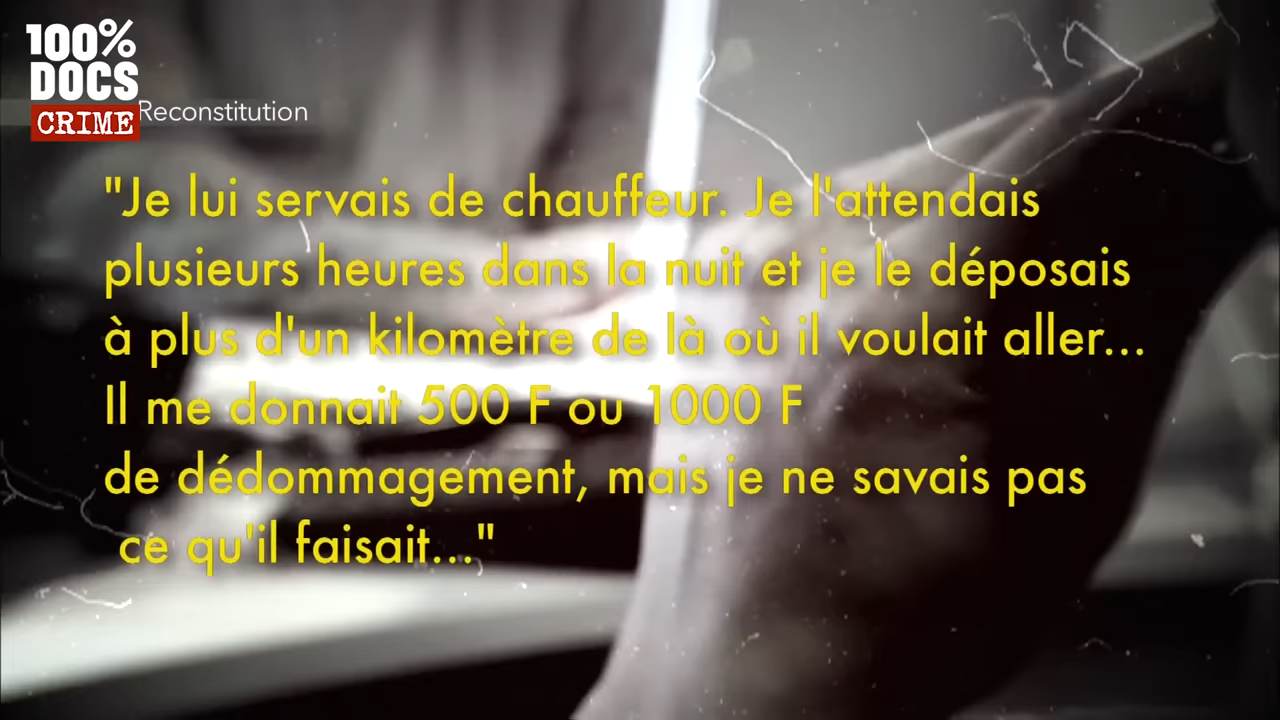 100%
DOCS
CRIME
Reconstitution
"Je lui servais de chauffeur. Je l'attendais
plusieurs heures dans la nuit et je le déposais
à plus d'un kilomètre de là où il voulait aller...
Il me donnait 500 F ou 1000 F
de dédommagement, mais je ne savais pas
ce qu'il faisait..."